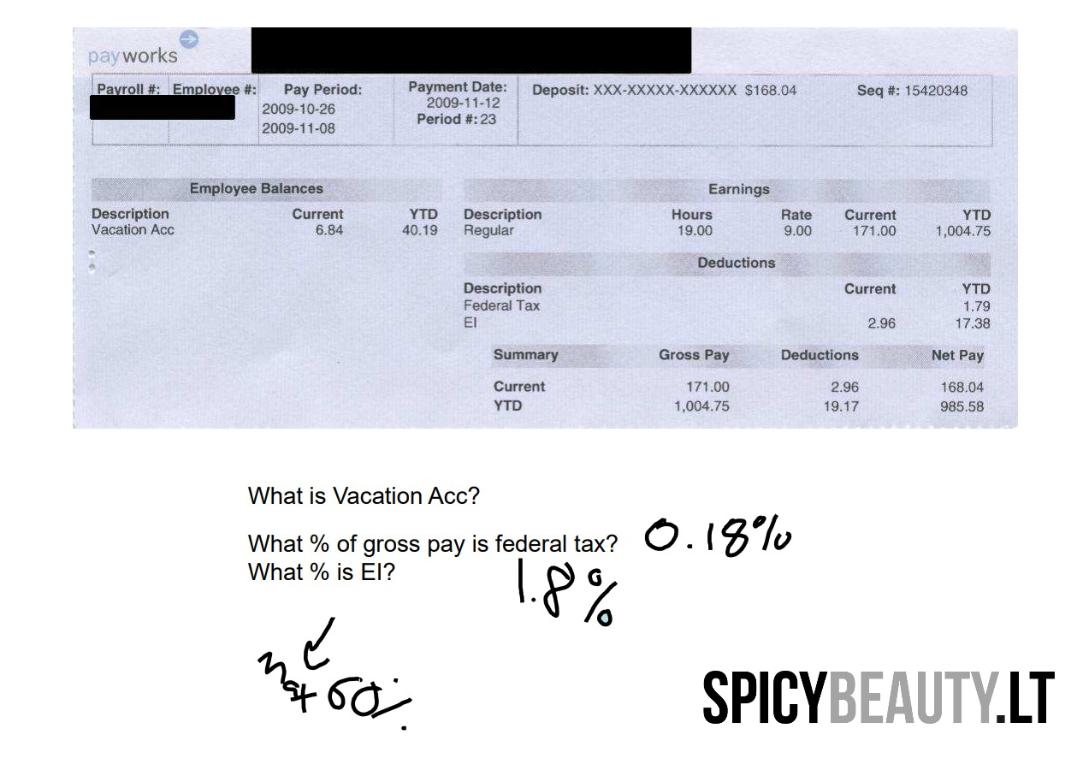 payworks
Payroll #: Employee #: Pay Period: Payment Date: Deposit: XXX-XXXXX-XXXXXX $168.04 Seq #: 15420348
2009-10-26 2009-11-12
2009-11-08 Period #: 23
Employee Balances
Description Current YTD
Vacation Acc 6.84 40.19
Earnings
Description Hours Rate Current YTD
Regular 19.00 9.00 171.00 1,004.75
Deductions
Description Current YTD
Federal Tax 1.79
EI 2.96 17.38
Summary Gross Pay Deductions Net Pay
Current 171.00 2.96 168.04
YTD 1,004.75 19.17 985.58
What is Vacation Acc?
What % of gross pay is federal tax? 0.18%
What % is EI? 1.8%
SPICYBEAUTY.LT